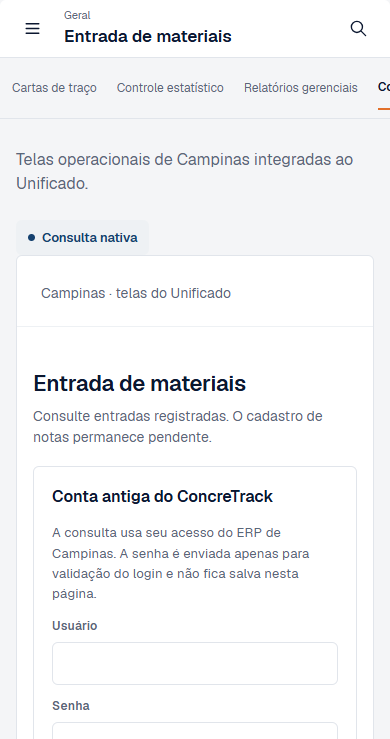 Geral
Entrada de materiais
Cartas de traço
Controle estatístico
Relatórios gerenciais
Telas operacionais de Campinas integradas ao
Unificado.
Consulta nativa
Campinas · telas do Unificado
Entrada de materiais
Consulte entradas registradas. O cadastro de
notas permanece pendente.
Conta antiga do ConcreTrack
A consulta usa seu acesso do ERP de
Campinas. A senha é enviada apenas para
validação do login e não fica salva nesta
página.
Usuário
Senha